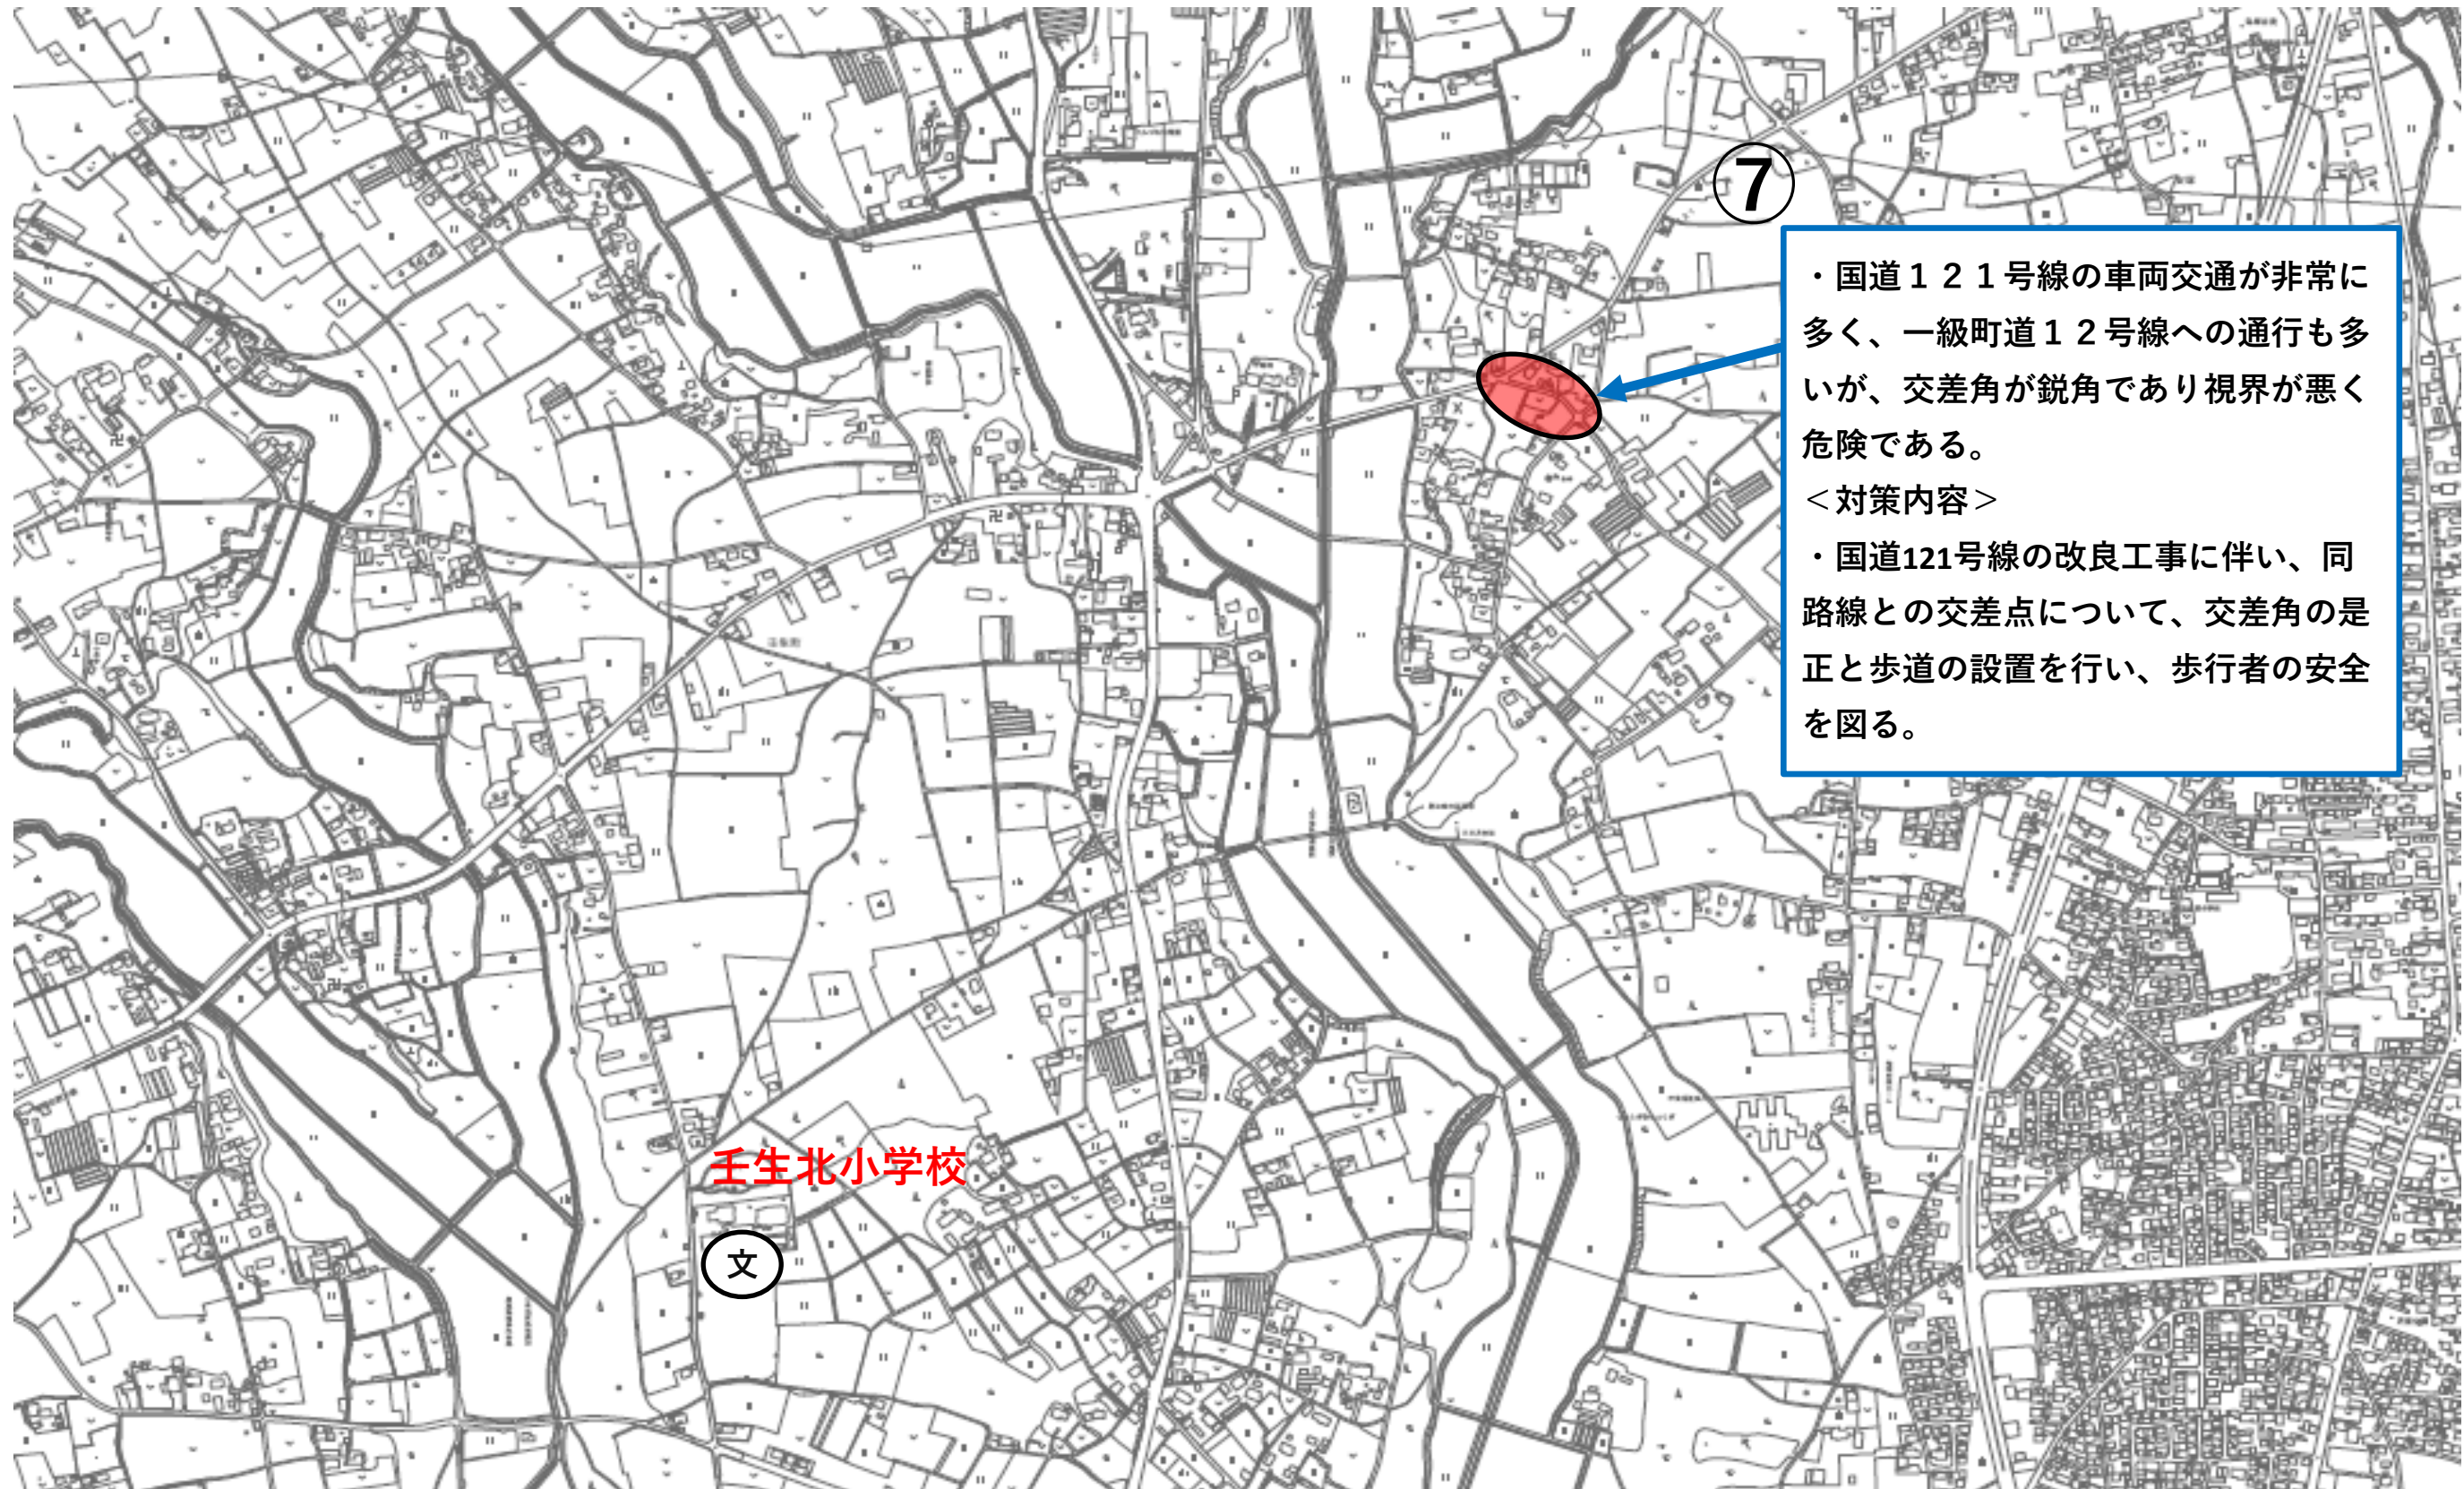 ⑦
・国道１２１号線の車両交通が非常に
多く、一級町道１２号線への通行も多
いが、交差角が鋭角であり視界が悪く
危険である。
＜対策内容＞
・国道121号線の改良工事に伴い、同
路線との交差点について、交差角の是
正と歩道の設置を行い、歩行者の安全
を図る。
壬生北小学校
文